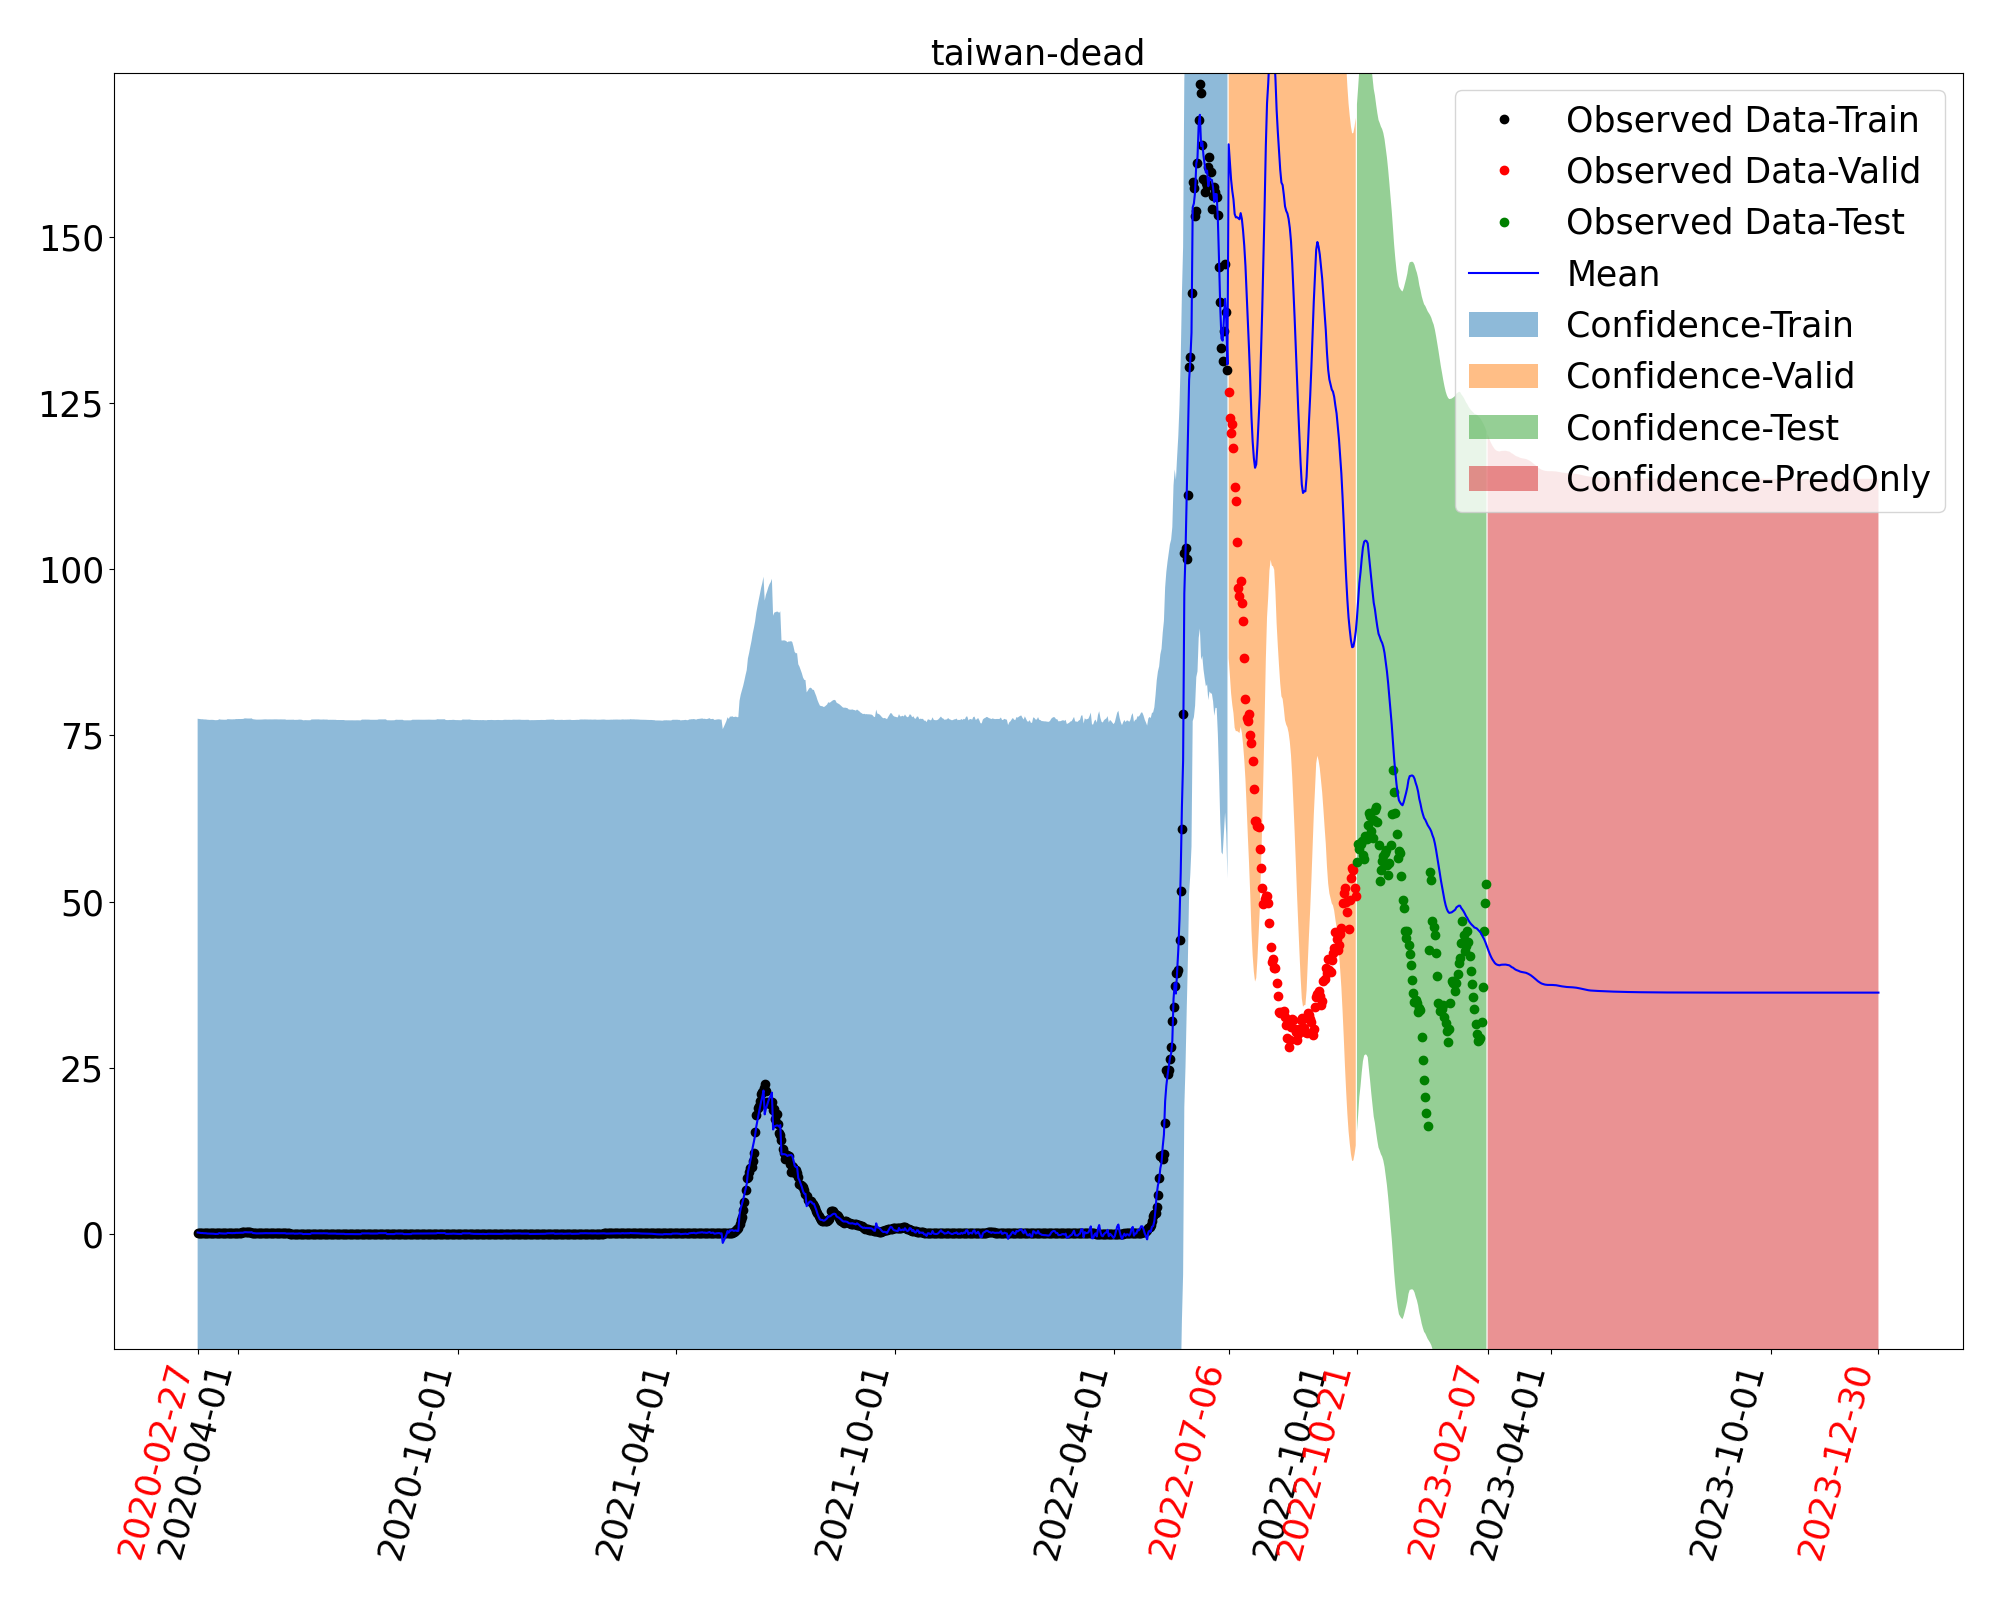 taiwan-dead
Observed Data-Train
Observed Data-Valid
Observed Data-Test
Mean
Confidence-Train
Confidence-Valid
Confidence-Test
Confidence-PredOnly
150
125
100
75
50
25
0
2020-02-27
2020-04-01
2020-10-01
2021-04-01
2021-10-01
2022-04-01
2022-07-06
2022-10-01
2022-10-21
2023-02-07
2023-04-01
2023-10-01
2023-12-30